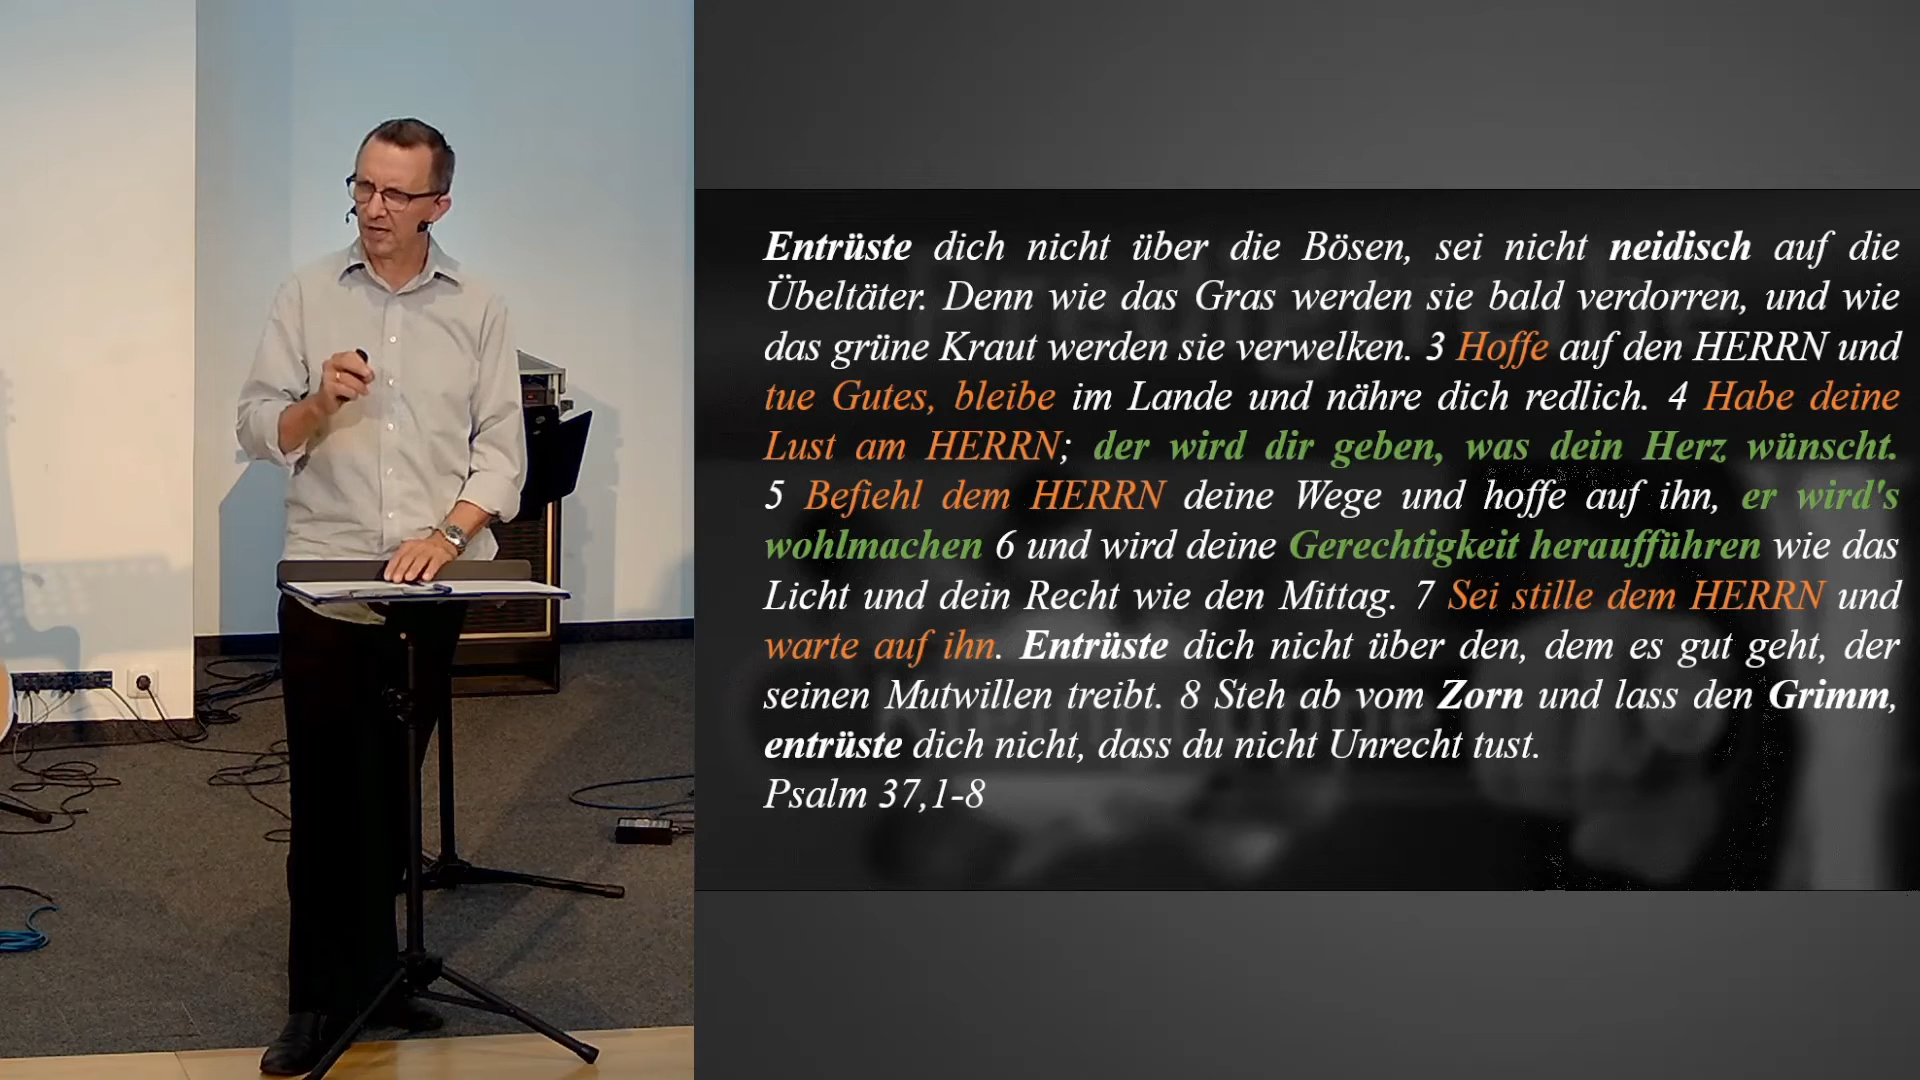 Entrüste dich nicht über die Bösen, sei nicht neidisch auf die
Übeltäter. Denn wie das Gras werden sie bald verdorren, und wie
das grüne Kraut werden sie verwelken. 3 Hoffe auf den HERRN und
tue Gutes, bleibe im Lande und nähre dich redlich. 4 Habe deine
Lust am HERRN; der wird dir geben, was dein Herz wünscht.
5 Befiehl dem HERRN deine Wege und hoffe auf ihn, er wird's
wohlmachen 6 und wird deine Gerechtigkeit heraufführen wie das
Licht und dein Recht wie den Mittag. 7 Sei stille dem HERRN und
warte auf ihn. Entrüste dich nicht über den, dem es gut geht, der
seinen Mutwillen treibt. 8 Steh ab vom Zorn und lass den Grimm,
entrüste dich nicht, dass du nicht Unrecht tust.
Psalm 37,1-8